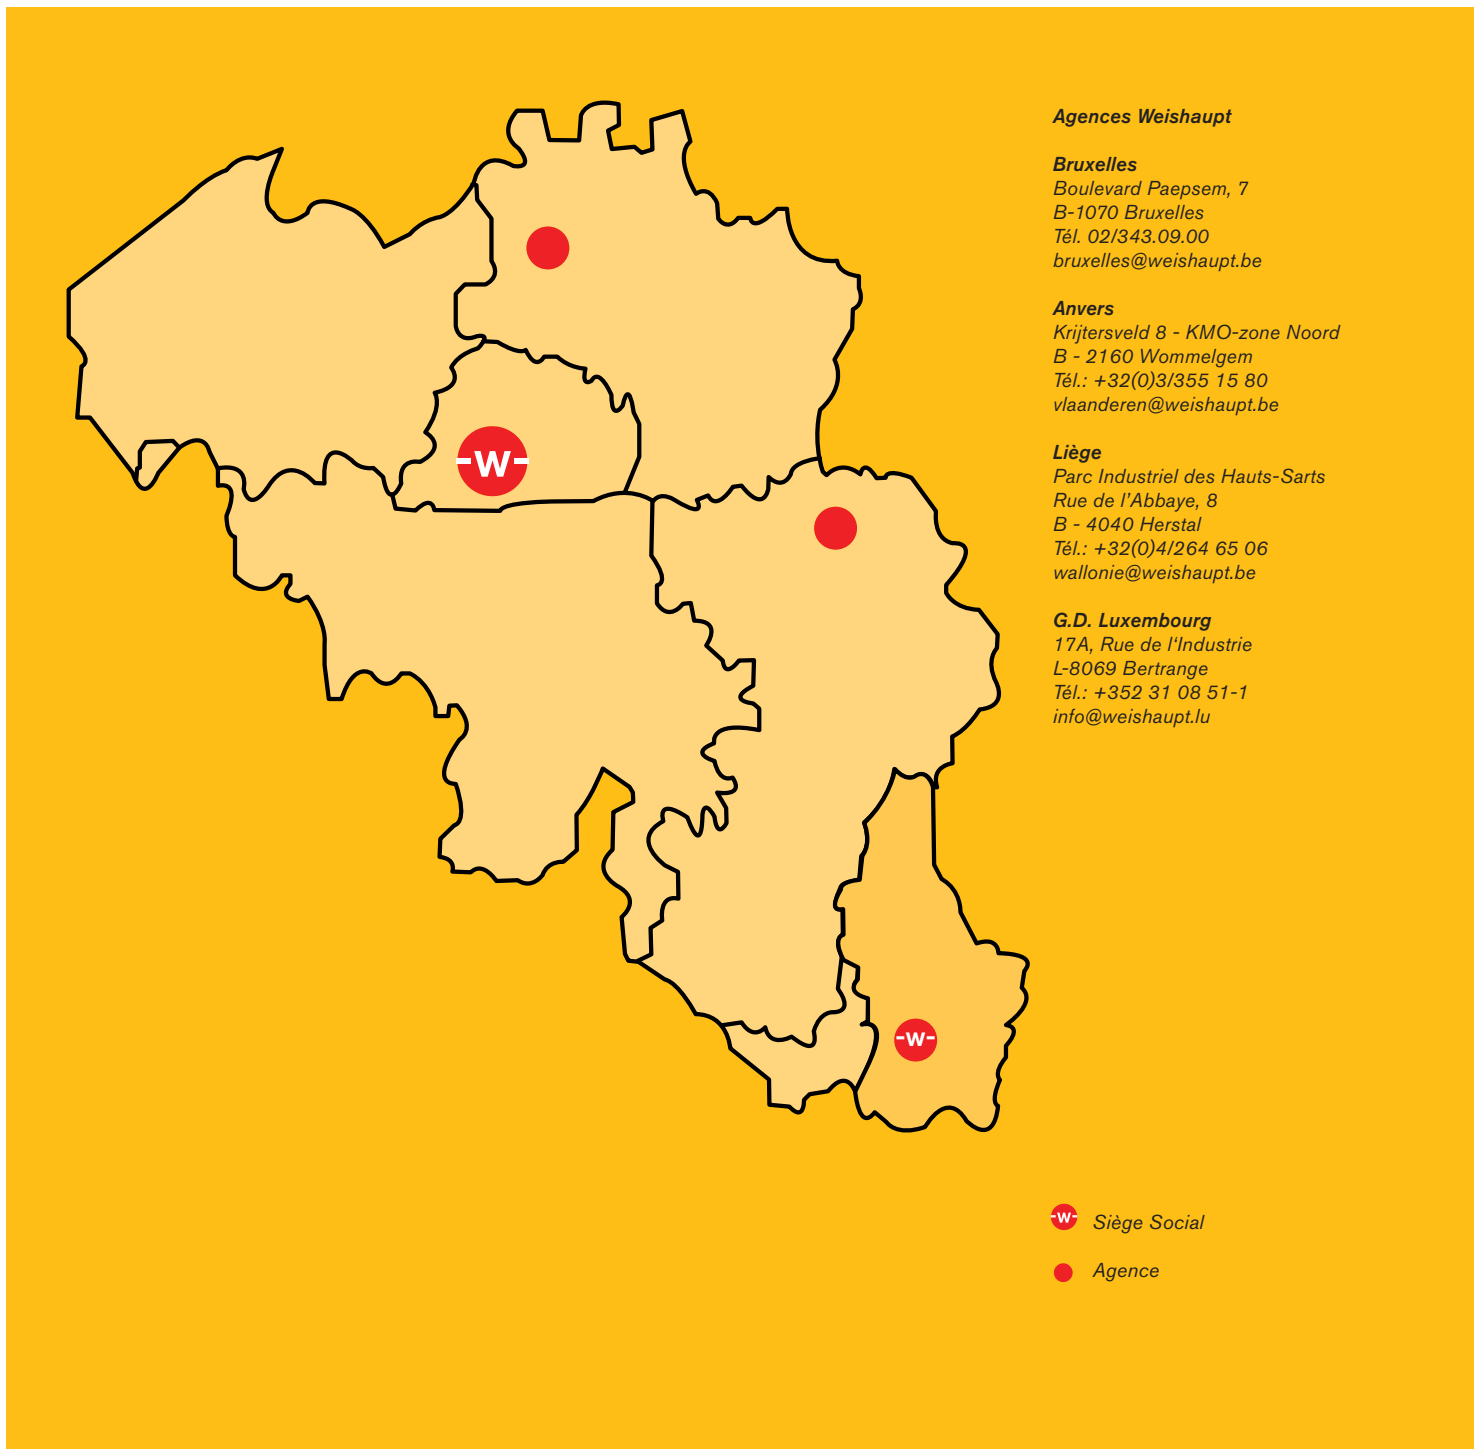 Agences Weishaupt
Bruxelles
Boulevard Paepsem, 7
B-1070 Bruxelles
Tél. 02/343.09.00
bruxelles@weishaupt.be
Anvers
Krijtersveld 8 - KMO-zone Noord
B - 2160 Wommelgem
Tél.: +32(0)3/355 15 80
vlaanderen@weishaupt.be
Liège
Parc Industriel des Hauts-Sarts
Rue de l'Abbaye, 8
B - 4040 Herstal
Tél.: +32(0)4/264 65 06
wallonie@weishaupt.be
G.D. Luxembourg
17A, Rue de l‘Industrie
L-8069 Bertrange
Tél.: +352 31 08 51-1
info@weishaupt.lu
-W-
-W-
-W- Siège Social
Agence